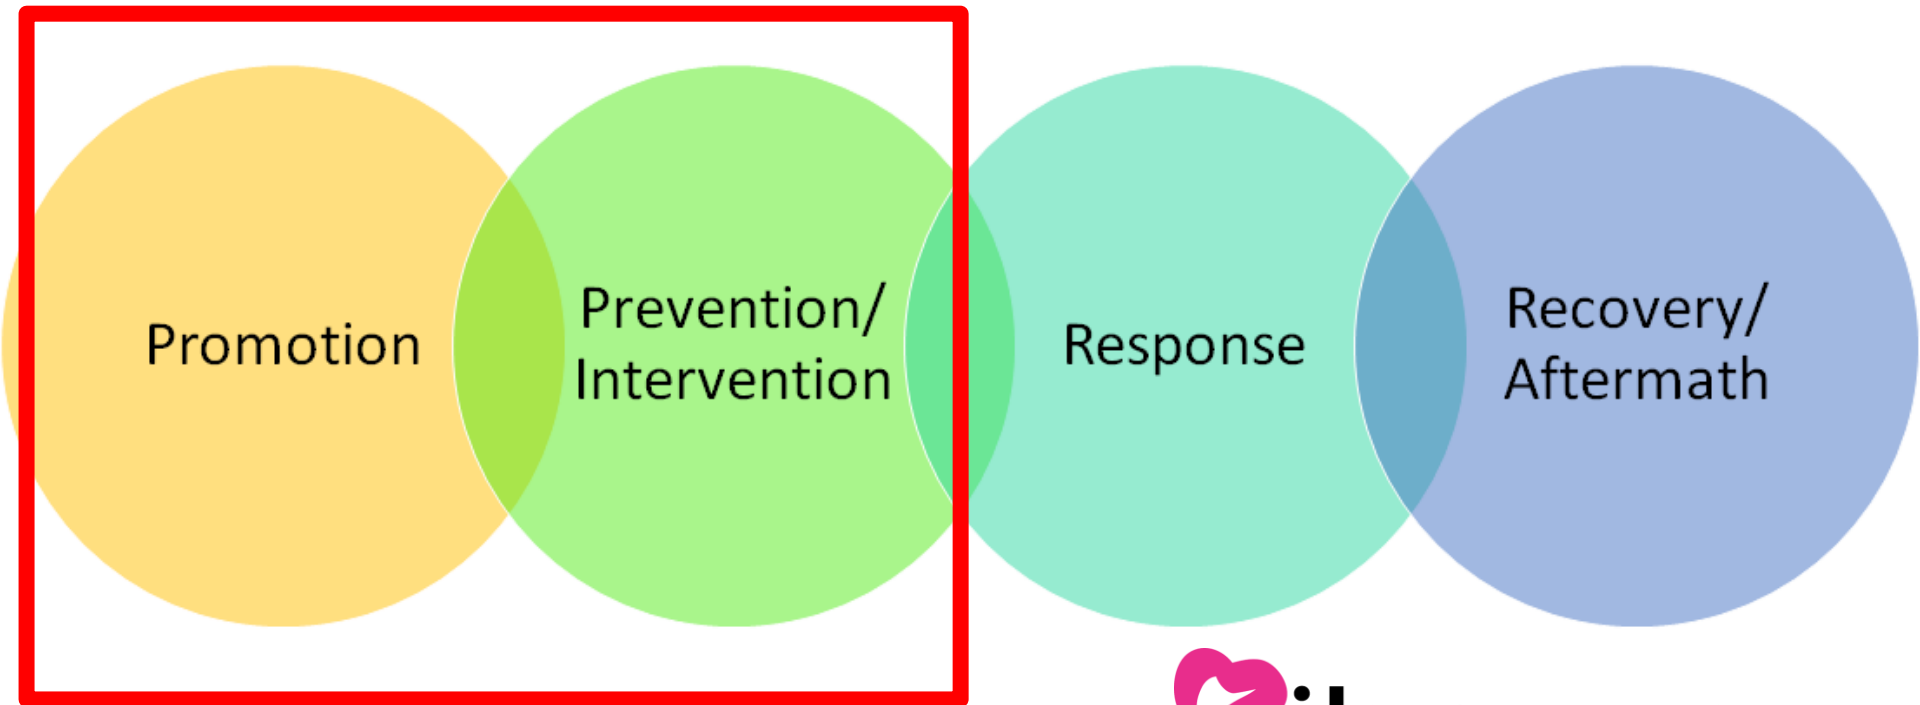 Promotion
Prevention/
Intervention
Response
Recovery/
Aftermath